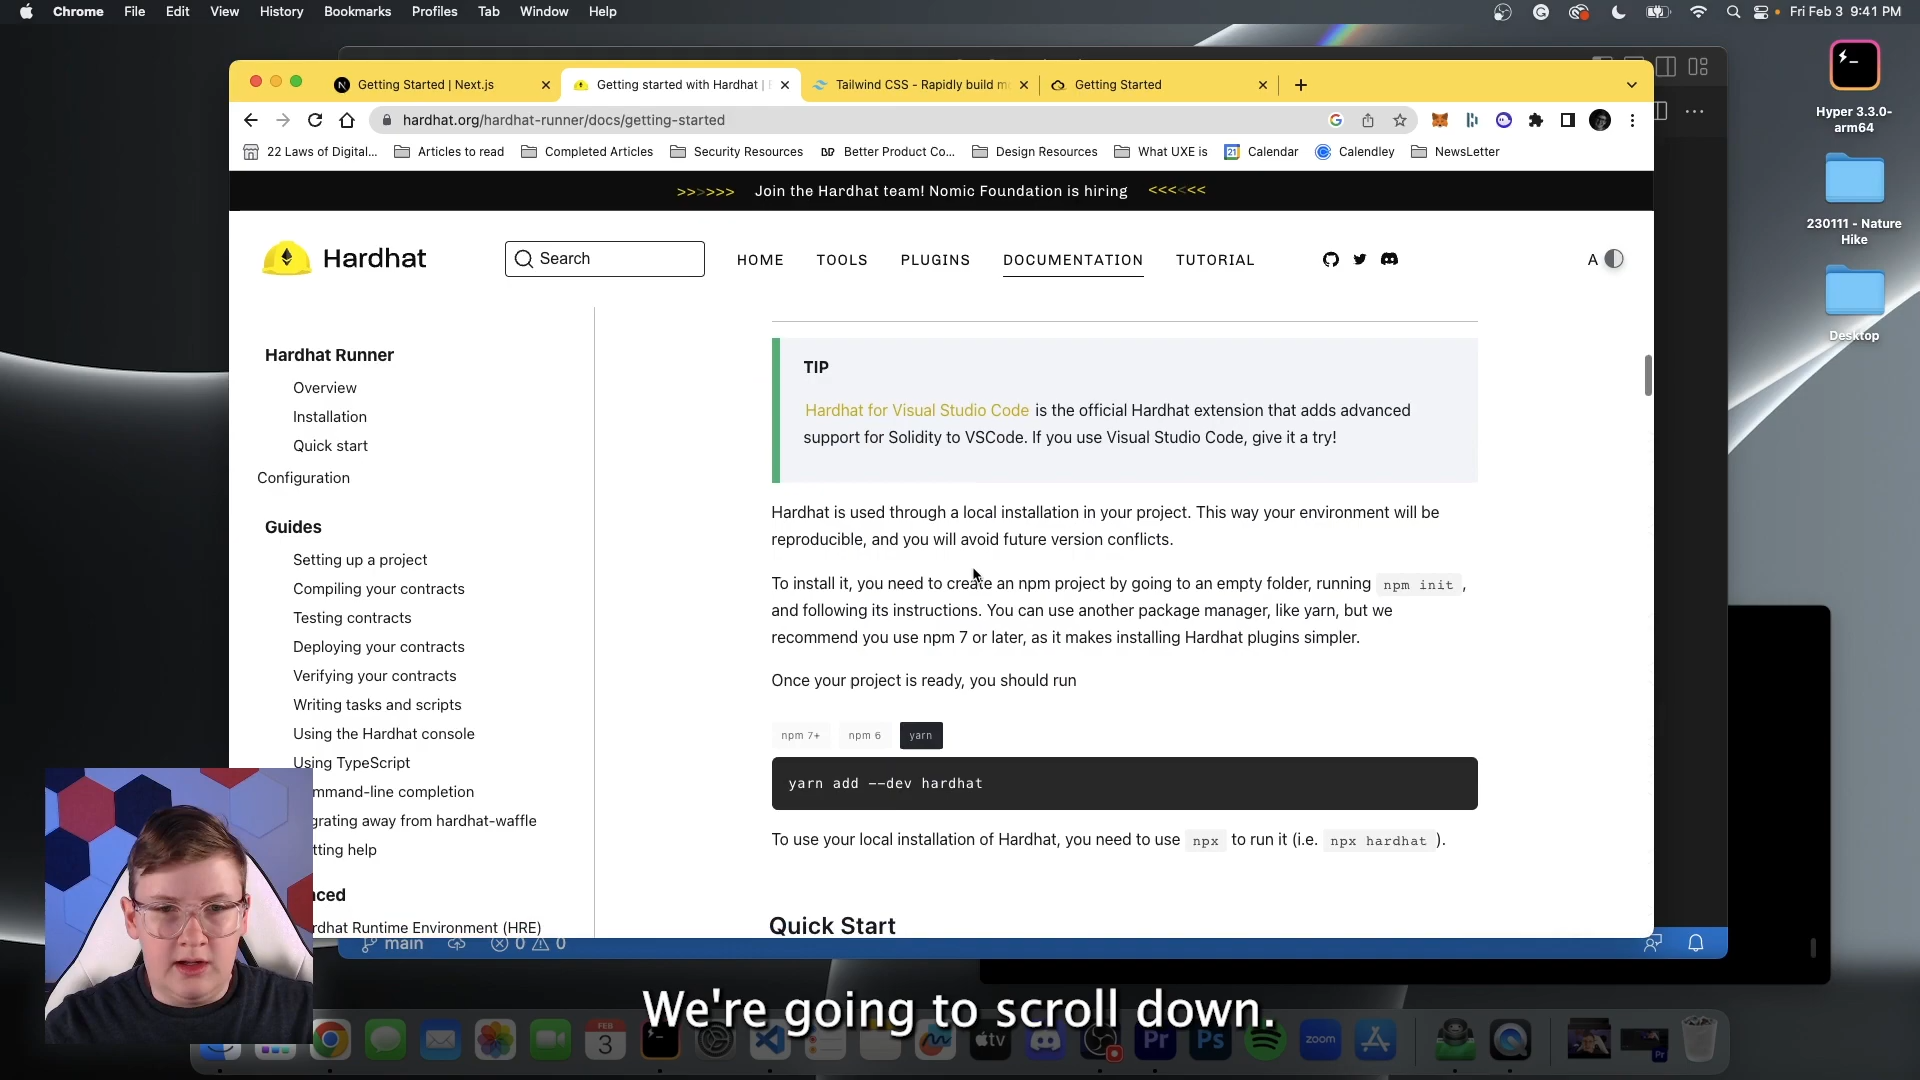 Chrome File Edit View History Bookmarks Profiles Tab Window Help
Fri Feb 3 9:41 PM
Getting Started | Next.js
Getting started with Hardhat |
Tailwind CSS - Rapidly build m
Getting Started
hardhat.org/hardhat-runner/docs/getting-started
22 Laws of Digital...
Articles to read
Completed Articles
Security Resources
Better Product Co...
Design Resources
What UXE is
Calendar
Calendley
NewsLetter
>>>>>> Join the Hardhat team! Nomic Foundation is hiring <<<<<<
Hardhat
Search
HOME
TOOLS
PLUGINS
DOCUMENTATION
TUTORIAL
A
Hardhat Runner
Overview
Installation
Quick start
Configuration
Guides
Setting up a project
Compiling your contracts
Testing contracts
Deploying your contracts
Verifying your contracts
Writing tasks and scripts
Using the Hardhat console
Using TypeScript
mmand-line completion
grating away from hardhat-waffle
tting help
nced
rdhat Runtime Environment (HRE)
TIP
Hardhat for Visual Studio Code is the official Hardhat extension that adds advanced
support for Solidity to VSCode. If you use Visual Studio Code, give it a try!
Hardhat is used through a local installation in your project. This way your environment will be
reproducible, and you will avoid future version conflicts.
To install it, you need to create an npm project by going to an empty folder, running npm init ,
and following its instructions. You can use another package manager, like yarn, but we
recommend you use npm 7 or later, as it makes installing Hardhat plugins simpler.
Once your project is ready, you should run
npm 7+
npm 6
yarn
yarn add --dev hardhat
To use your local installation of Hardhat, you need to use npx to run it (i.e. npx hardhat ).
Quick Start
main
0
0
Hyper 3.3.0-
arm64
230111 - Nature
Hike
Desktop
We're going to scroll down.
FEB
3
tv
Pr
Ps
zoom
Pr